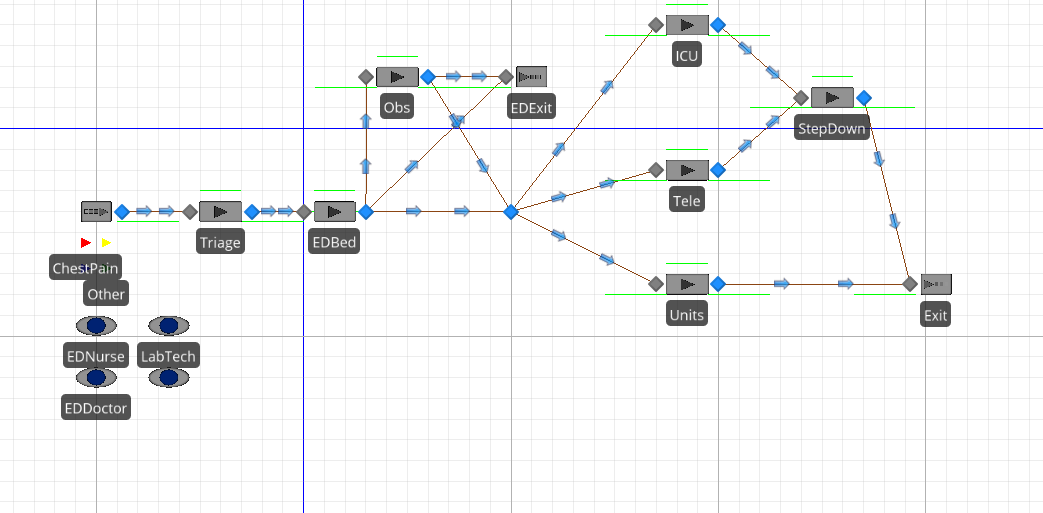 ICU
Obs
EDExit
StepDown
Tele
Triage
EDBed
ChestPain
Other
Units
Exit
EDNurse
LabTech
EDDoctor